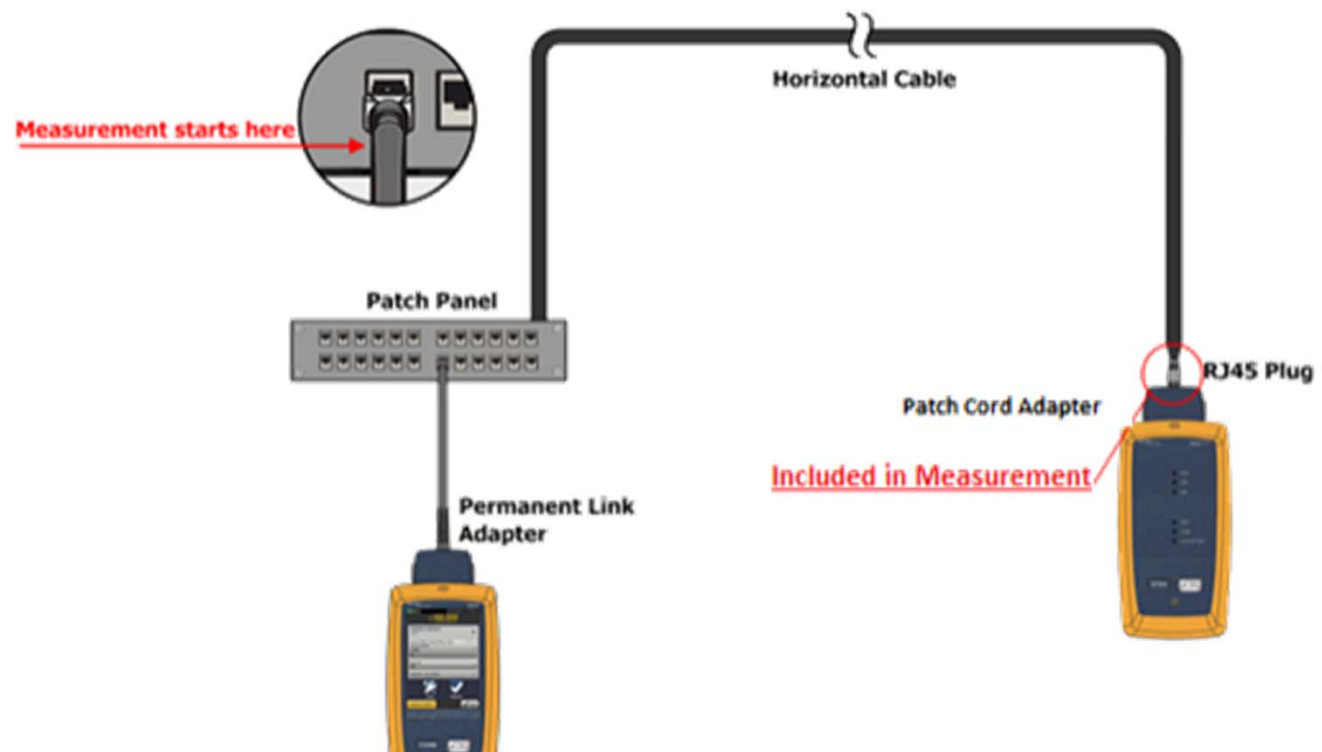 Horizontal Cable
Measurement starts here
Patch Panel
RJ45 Plug
Patch Cord Adapter
Included in Measurement
Permanent Link
Adapter